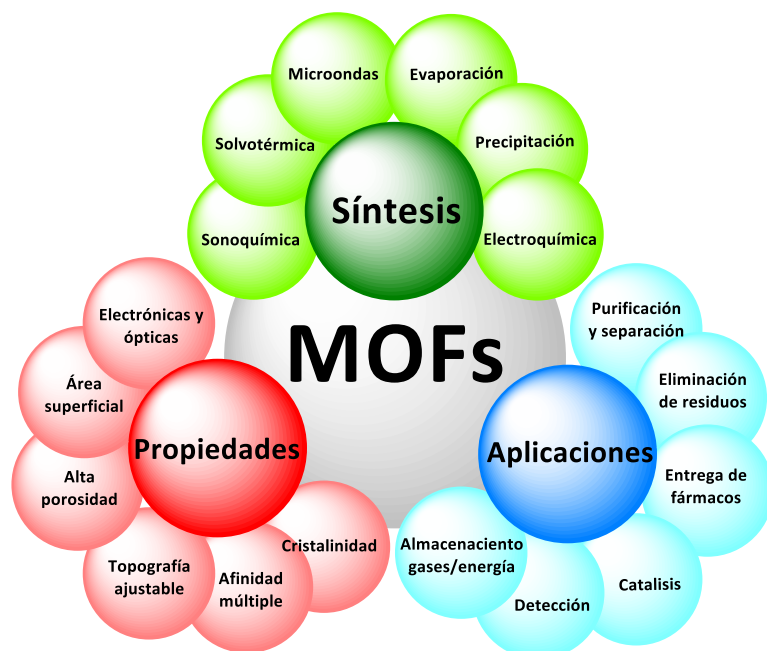 Microondas
Evaporación
Solvotérmica
Precipitación
Síntesis
Sonoquímica
Electroquímica
MOFs
Electrónicas y
ópticas
Área
superficial
Propiedades
Alta
porosidad
Topografía
ajustable
Afinidad
múltiple
Cristalinidad
Purificación
y separación
Eliminación
de residuos
Aplicaciones
Entrega de
fármacos
Almacenaciento
gases/energía
Detección
Catalisis